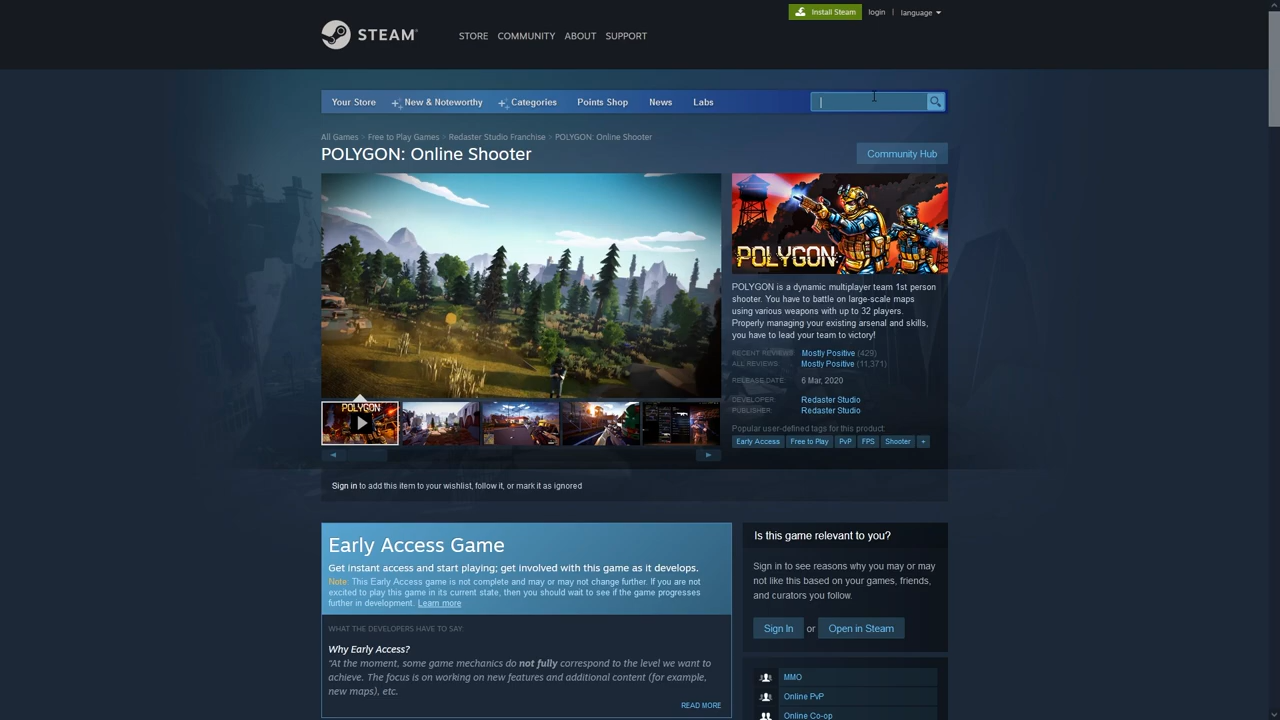 Install Steam
login | language
STEAM
STORE COMMUNITY ABOUT SUPPORT
Your Store New & Noteworthy Categories Points Shop News Labs
All Games > Free to Play Games > Redaster Studio Franchise > POLYGON: Online Shooter
POLYGON: Online Shooter
Community Hub
POLYGON
POLYGON is a dynamic multiplayer team 1st person
shooter. You have to battle on large-scale maps
using various weapons with up to 32 players.
Properly managing your existing arsenal and skills,
you have to lead your team to victory!
RECENT REVIEWS: Mostly Positive (429)
ALL REVIEWS: Mostly Positive (11,371)
RELEASE DATE: 6 Mar, 2020
DEVELOPER: Redaster Studio
PUBLISHER: Redaster Studio
POLYGON
Popular user-defined tags for this product:
Early Access Free to Play PvP FPS Shooter +
Sign in to add this item to your wishlist, follow it, or mark it as ignored
Early Access Game
Get instant access and start playing; get involved with this game as it develops.
Note: This Early Access game is not complete and may or may not change further. If you are not
excited to play this game in its current state, then you should wait to see if the game progresses
further in development. Learn more
WHAT THE DEVELOPERS HAVE TO SAY:
Why Early Access?
"At the moment, some game mechanics do not fully correspond to the level we want to
achieve. The focus is on working on new features and additional content (for example,
new maps), etc.
READ MORE
Is this game relevant to you?
Sign in to see reasons why you may or may
not like this based on your games, friends,
and curators you follow.
Sign In or Open in Steam
MMO
Online PvP
Online Co-op